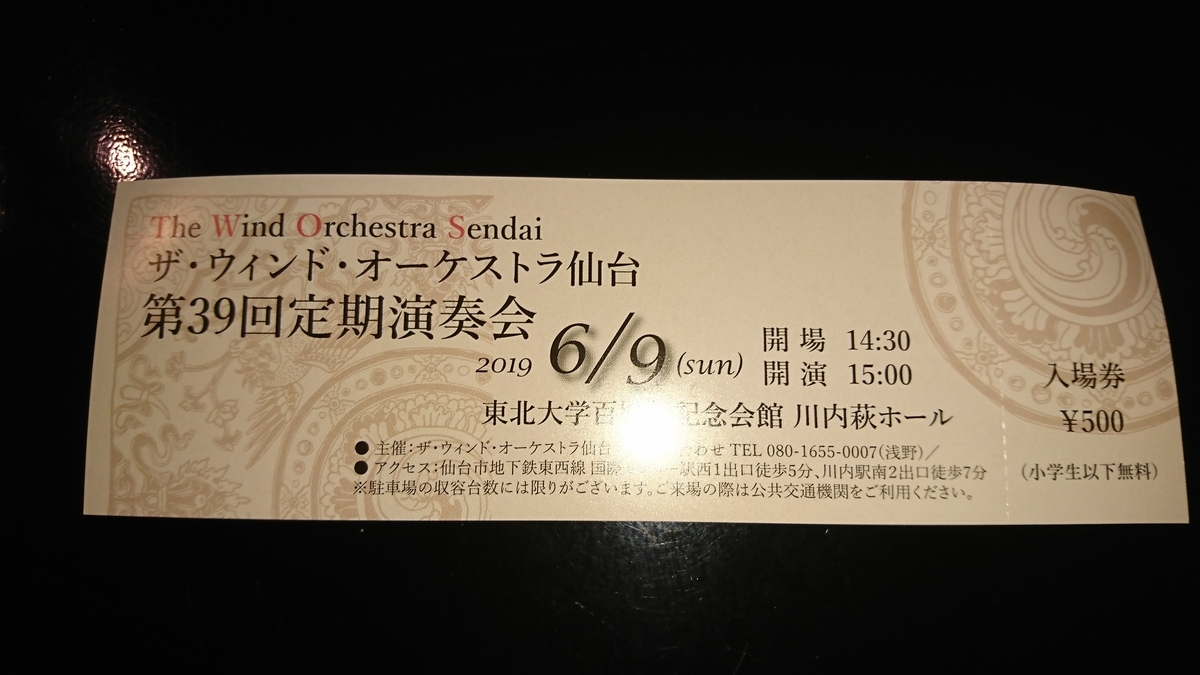 The Wind Orchestra Sendai
ザ・ウィンド・オーケストラ仙台
第39回定期演奏会
2019 6/9 (sun)
開場 14:30
開演 15:00
東北大学百 記念会館 川内萩ホール
● 主催:ザ・ウィンド・オーケストラ仙台 わせ TEL 080-1655-0007(浅野)/
● アクセス:仙台市地下鉄東西線 国際 ー駅西1出口徒歩5分、川内駅南2出口徒歩7分
※駐車場の収容台数には限りがございます。ご来場の際は公共交通機関をご利用ください。
入場券
¥500
(小学生以下無料)